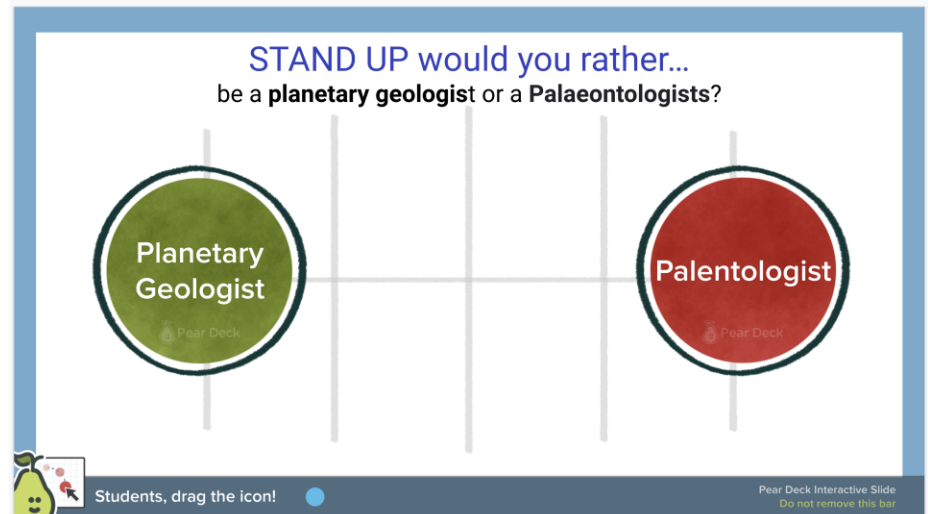 STAND UP would you rather...
be a planetary geologist or a Palaeontologists?
Planetary
Geologist
Pear Deck
Palentologist
Pear Deck
Students, drag the icon!
Pear Deck Interactive Slide
Do not remove this bar